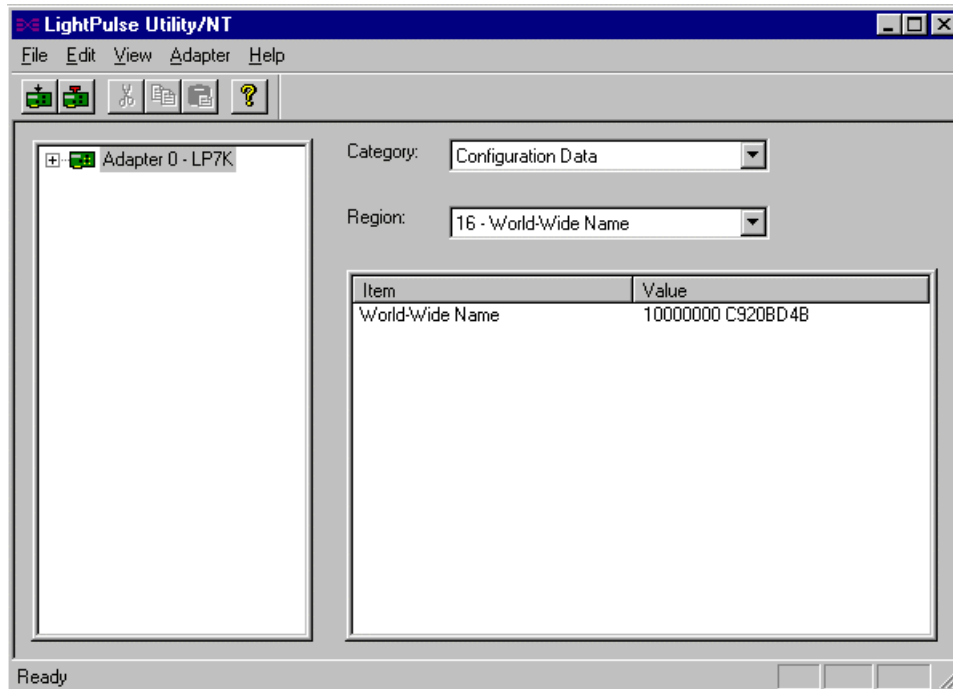 LightPulse Utility/NT
File Edit View Adapter Help
Adapter 0 - LP7K
Category: Configuration Data
Region: 16 - World-Wide Name
Item Value
World-Wide Name 10000000 C920BD4B
Ready